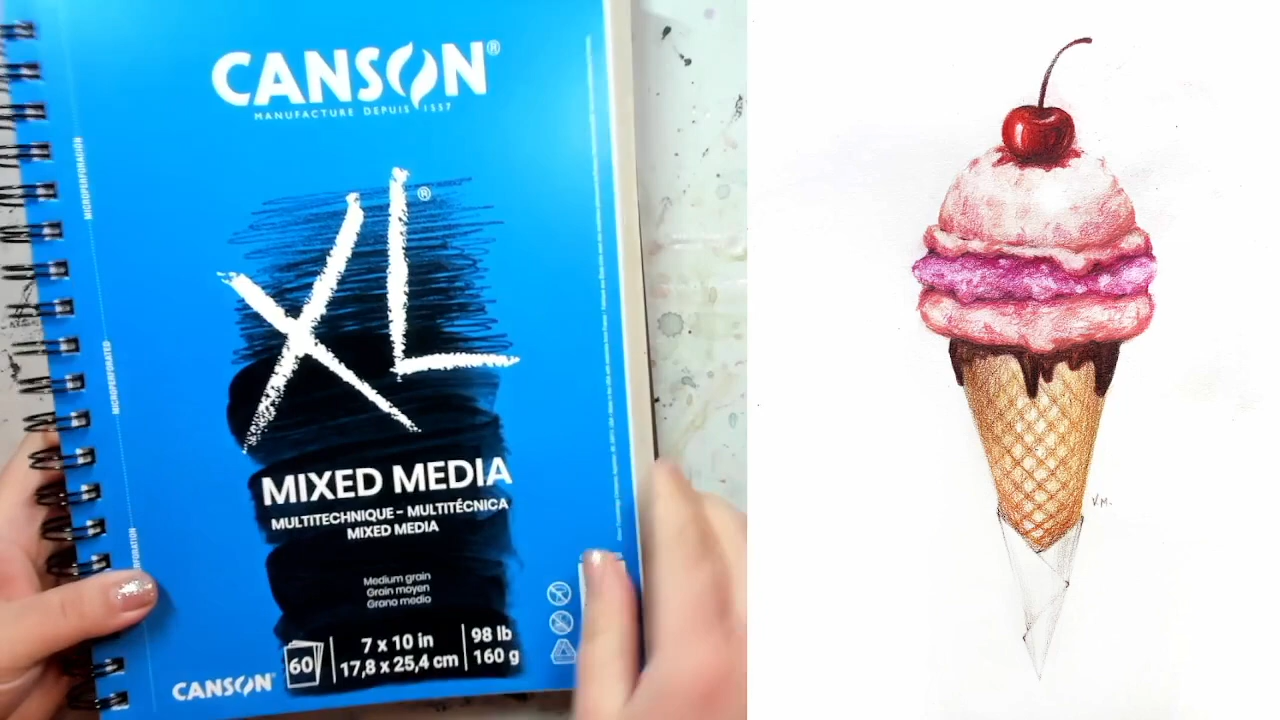 CANSON®
MANUFACTURE DEPUIS 1557
XL®
MIXED MEDIA
MULTITECHNIQUE - MULTITÉCNICA
MIXED MEDIA
Medium grain
Grain moyen
Grano medio
60
7 x 10 in
17,8 x 25,4 cm
98 lb
160 g
CANSON®
MICROPERFORACIÓN
MICROPERFORATED
V.M.